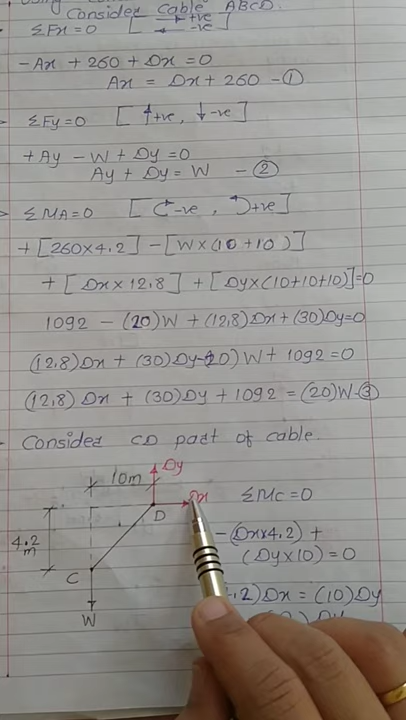 Consider cable ABCD.
ΣFx=0 [ → +ve ← -ve ]
-Ax + 260 + Dx = 0
Ax = Dx + 260 - ①
ΣFy=0 [ ↑+ve, ↓-ve ]
+Ay - W + Dy = 0
Ay + Dy = W - ②
ΣMA=0 [ ↻-ve , ↺+ve ]
+ [260×4.2] - [W×(10+10)]
+ [Dx×12.8] + [Dy×(10+10+10)]=0
1092 - (20)W + (12.8)Dx + (30)Dy=0
(12.8)Dx + (30)Dy-(20)W + 1092 = 0
(12.8) Dx + (30)Dy + 1092 = (20)W-③
Consider CD part of cable.
10m
Dy
Dx
D
4.2
m
C
W
ΣMC=0
-(Dx×4.2) +
(Dy×10) = 0
.2)Dx = (10)Dy